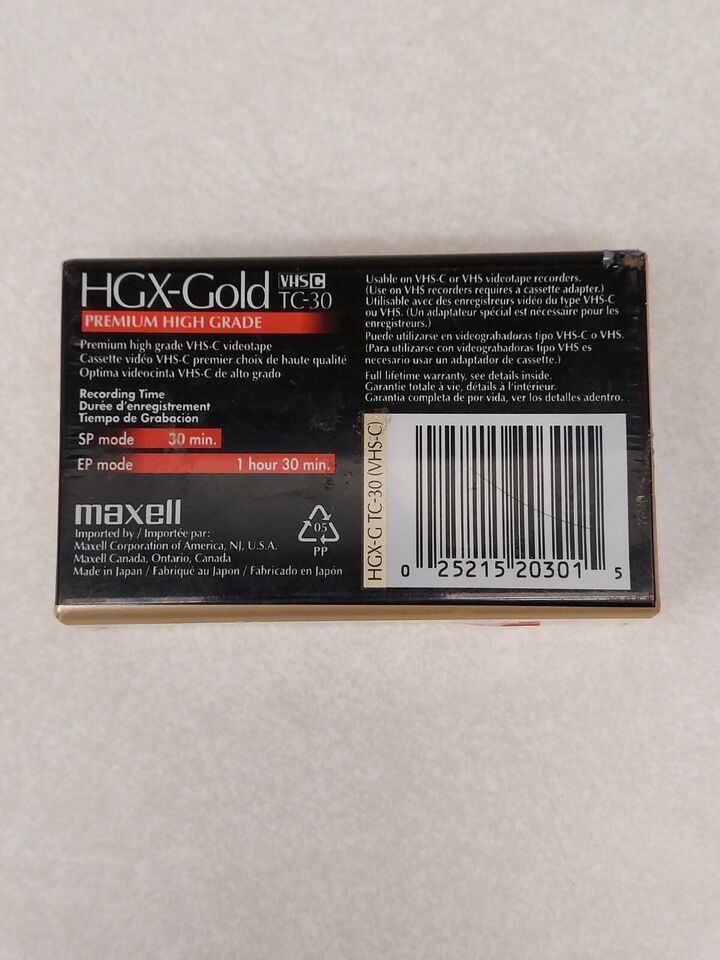 HGX-Gold VHS C TC-30
PREMIUM HIGH GRADE
Premium high grade VHS-C videotape
Cassette vidéo VHS-C premier choix de haute qualité
Optima videocinta VHS-C de alto grado
Recording Time
Durée d'enregistrement
Tiempo de Grabación
SP mode 30 min.
EP mode 1 hour 30 min.
maxell
Imported by / Importée par:
Maxell Corporation of America, NJ, U.S.A.
Maxell Canada, Ontario, Canada
Made in Japan / Fabriqué au Japon / Fabricado en Japón
05
PP
Usable on VHS-C or VHS videotape recorders.
(Use on VHS recorders requires a cassette adapter.)
Utilisable avec des enregistreurs vidéo du type VHS-C
ou VHS. (Un adaptateur spécial est nécessaire pour les
enregistreurs.)
Puede utilizarse en videograbadoras tipo VHS-C o VHS.
(Para utilizarse con videograbadoras tipo VHS es
necesario usar un adaptador de cassette.)
Full lifetime warranty, see details inside.
Garantie totale à vie, détails à l'intérieur.
Garantía completa de por vida, ver los detalles adentro.
HGX-G TC-30 (VHS-C)
0 25215 20301 5